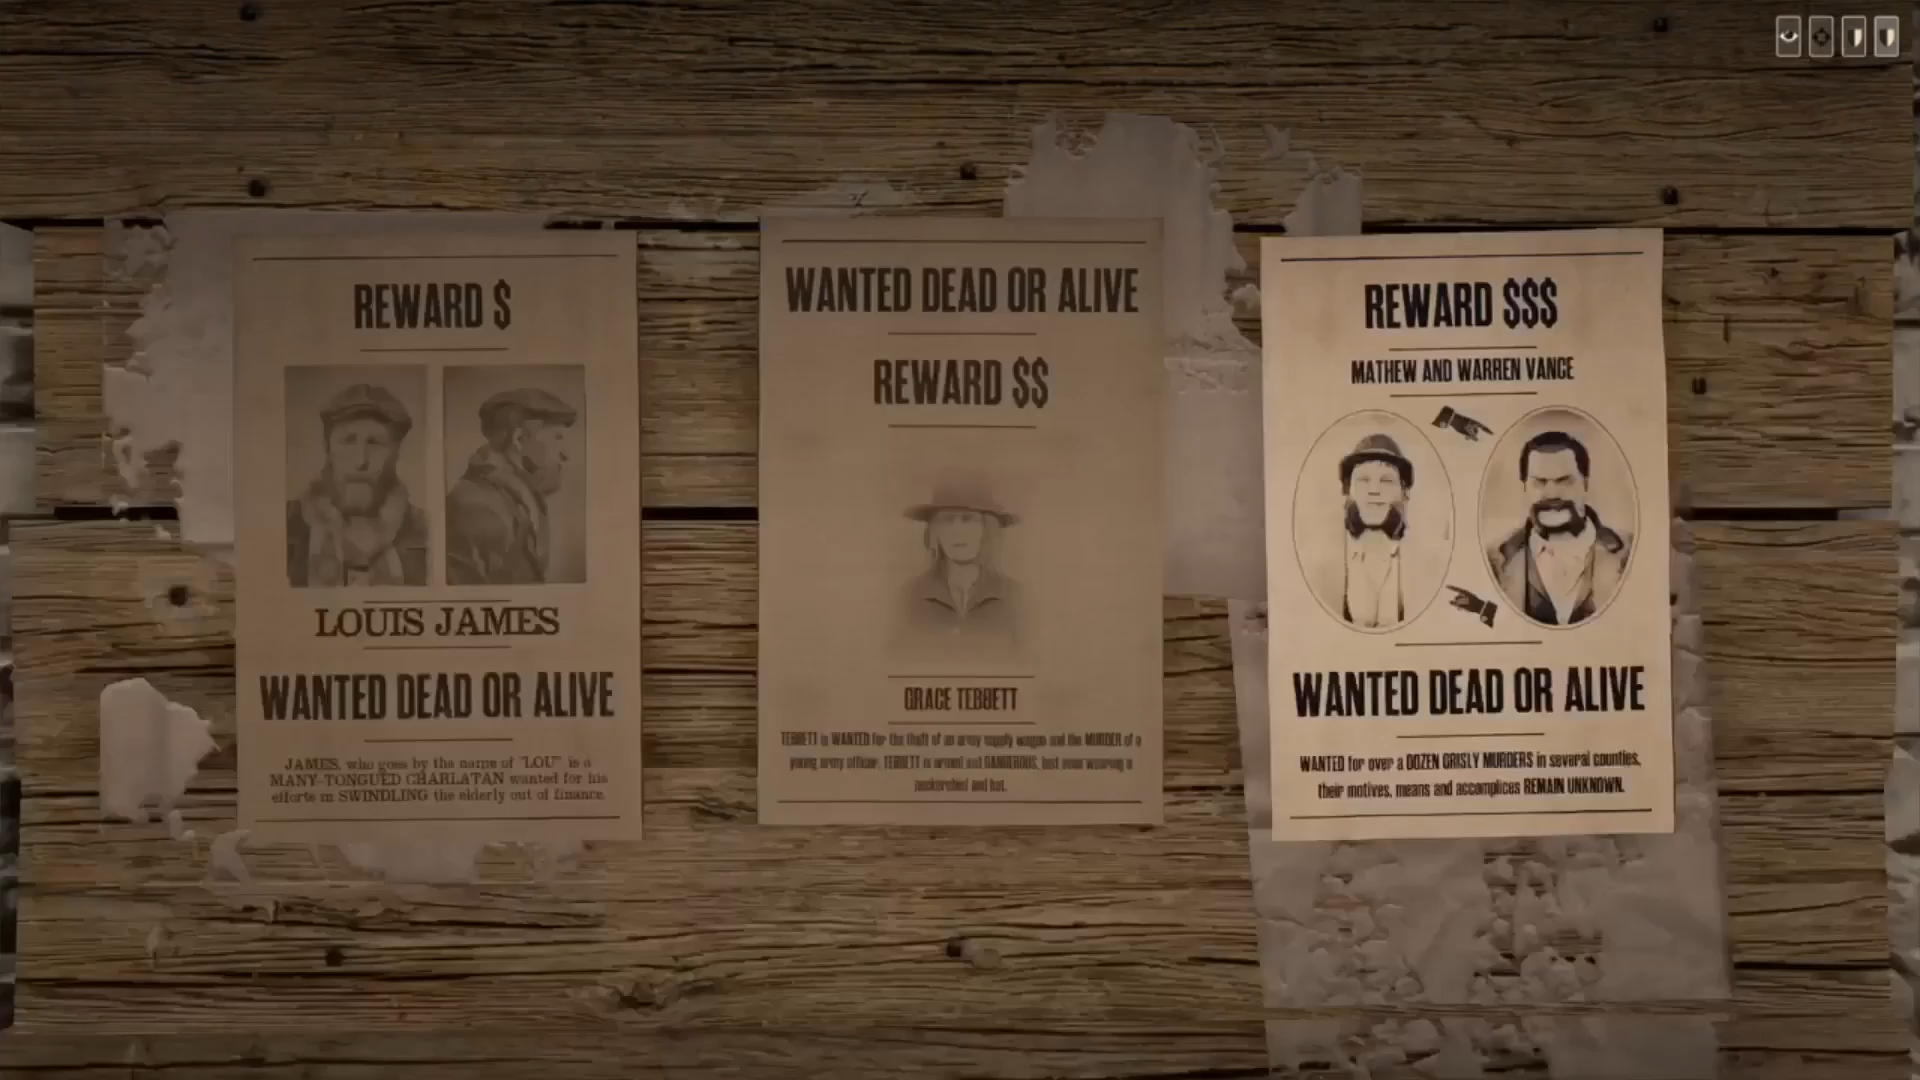 REWARD $
LOUIS JAMES
WANTED DEAD OR ALIVE
JAMES, who goes by the name of "LOU" is a
MANY-TONGUED CHARLATAN wanted for his
efforts in SWINDLING the elderly out of finance.
WANTED DEAD OR ALIVE
REWARD $$
GRACE TEBBETT
TEBBETT is WANTED for the theft of an army supply wagon and the MURDER of a
young army officer. TEBBETT is armed and DANGEROUS, last seen wearing a
neckerchief and hat.
REWARD $$$
MATHEW AND WARREN VANCE
WANTED DEAD OR ALIVE
WANTED for over a DOZEN GRISLY MURDERS in several counties,
their motives, means and accomplices REMAIN UNKNOWN.